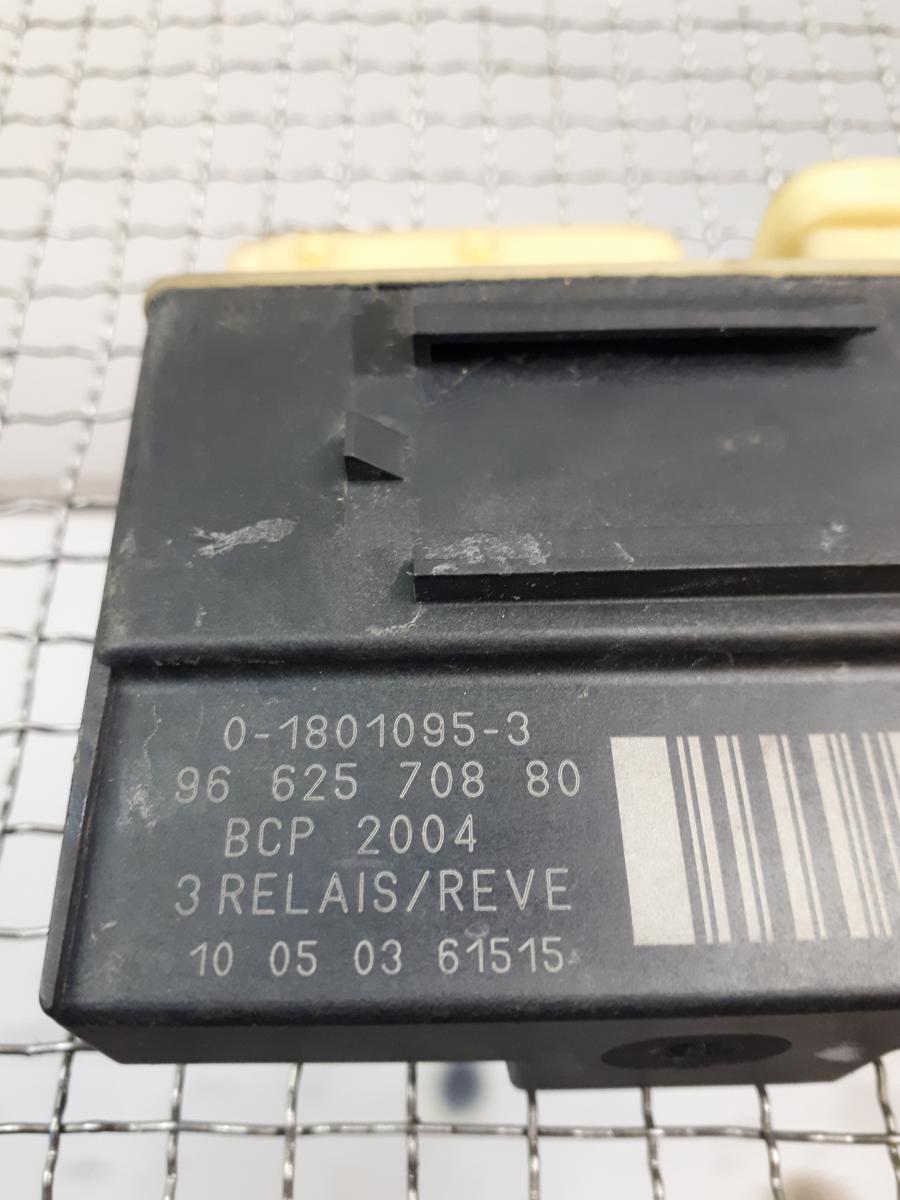 0-1801095-3
96 625 708 80
BCP 2004
3 RELAIS/REVE
10 05 03 61515